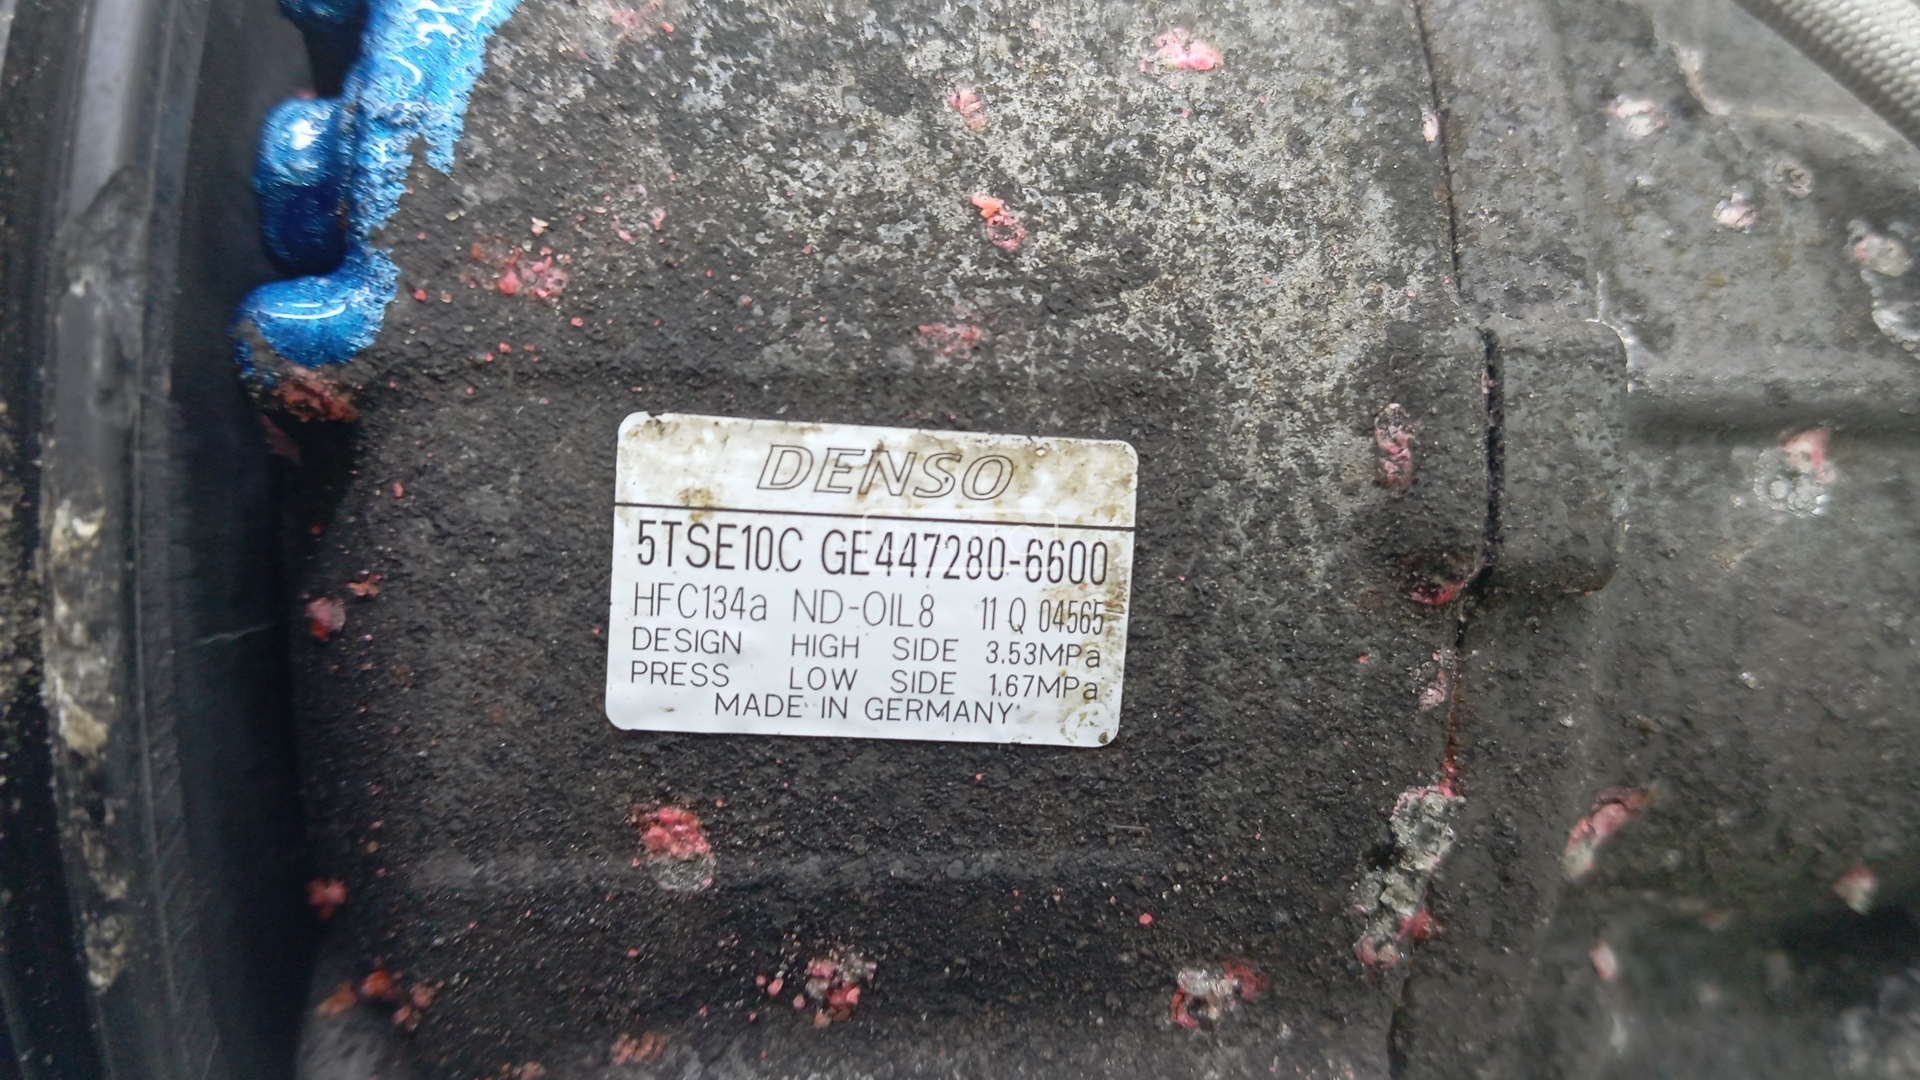 DENSO
5TSE10C GE447280-6600
HFC134a ND-OIL8 11 Q 04565
DESIGN HIGH SIDE 3.53MPa
PRESS LOW SIDE 1.67MPa
MADE IN GERMANY